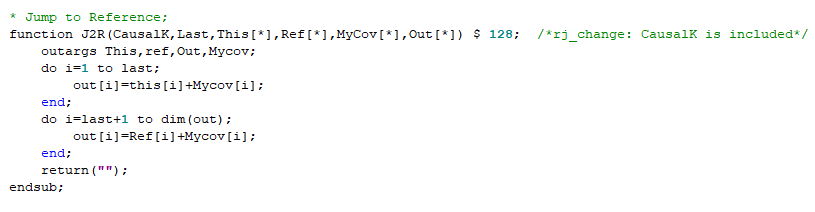 * Jump to Reference;
function J2R(CausalK,Last,This[*],Ref[*],MyCov[*],Out[*]) $ 128;  /*rj_change: CausalK is included*/
    outargs This,ref,Out,Mycov;
    do i=1 to last;
        out[i]=this[i]+Mycov[i];
    end;
    do i=last+1 to dim(out);
        out[i]=Ref[i]+Mycov[i];
    end;
    return("");
endsub;